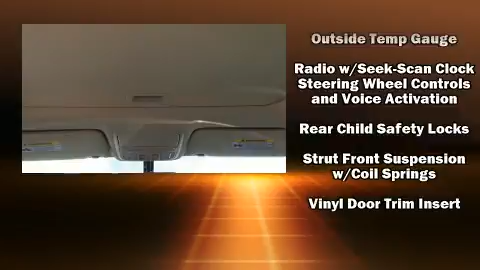 Outside Temp Gauge
Radio w/Seek-Scan Clock
Steering Wheel Controls
and Voice Activation
Rear Child Safety Locks
Strut Front Suspension
w/Coil Springs
Vinyl Door Trim Insert